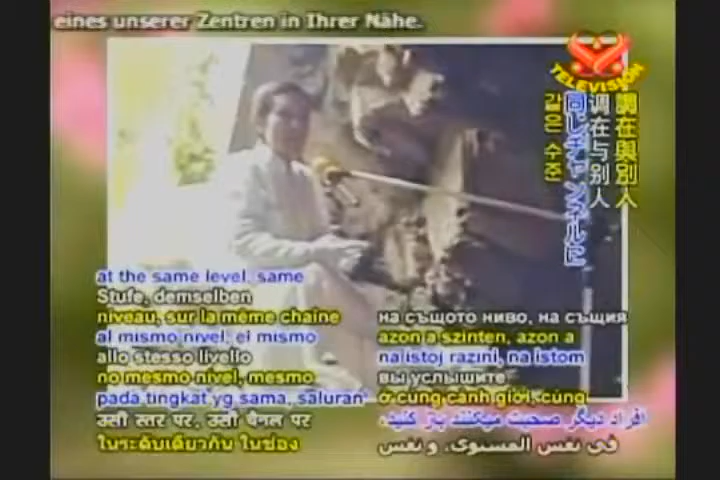 eines unserer Zentren in Ihrer Nähe.
TELEVISION
調在與別人
调在与别人
同じチャンネルに
같은 수준
at the same level, same
Stufe, demselben
niveau, sur la même chaîne
al mismo nivel, el mismo
allo stesso livello
no mesmo nível, mesmo
pada tingkat yg sama, saluran
उसी स्तर पर, उसी चैनल पर
ในระดับเดียวกัน ในช่อง
на същото ниво, на същия
azon a szinten, azon a
na istoj razini, na istom
вы услышите
ở cùng cảnh giới, cùng
افراد دیگر صحبت میکنند باز کنید،
في نفس المستوى، و نفس